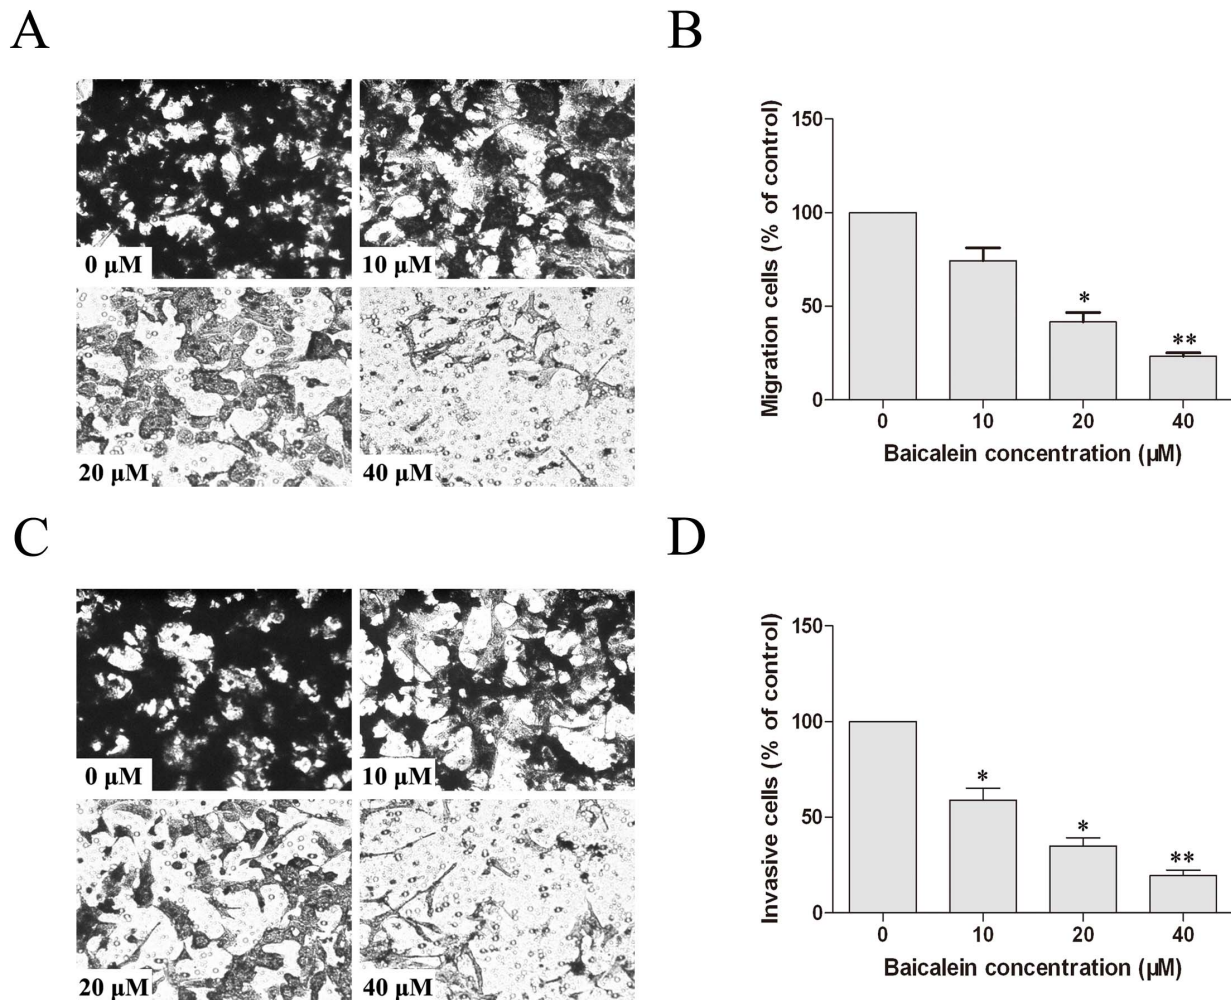 A
B
0 µM
10 µM
20 µM
40 µM
Migration cells (% of control)
150
100
50
0
*
**
0 10 20 40
Baicalein concentration (µM)
C
D
0 µM
10 µM
20 µM
40 µM
Invasive cells (% of control)
150
100
50
0
*
*
**
0 10 20 40
Baicalein concentration (µM)